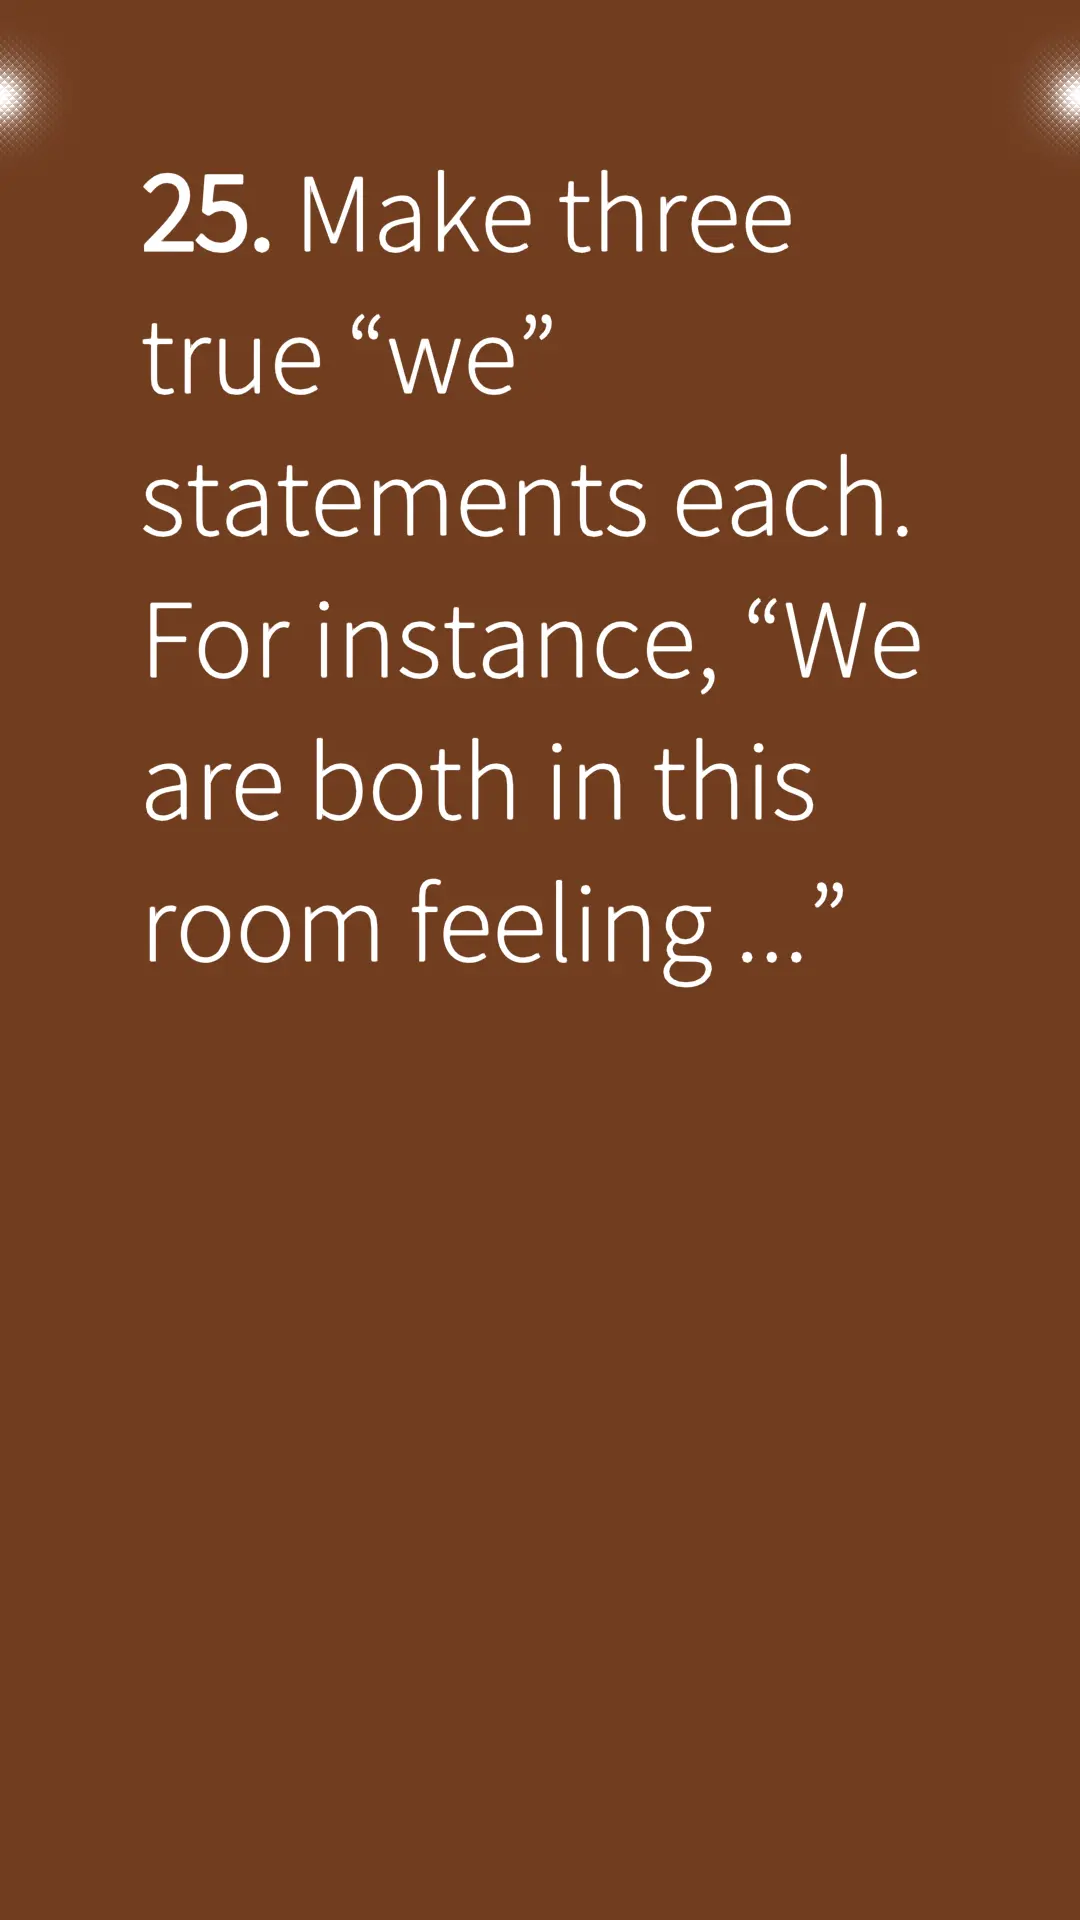 25. Make three
true “we”
statements each.
For instance, “We
are both in this
room feeling ...”